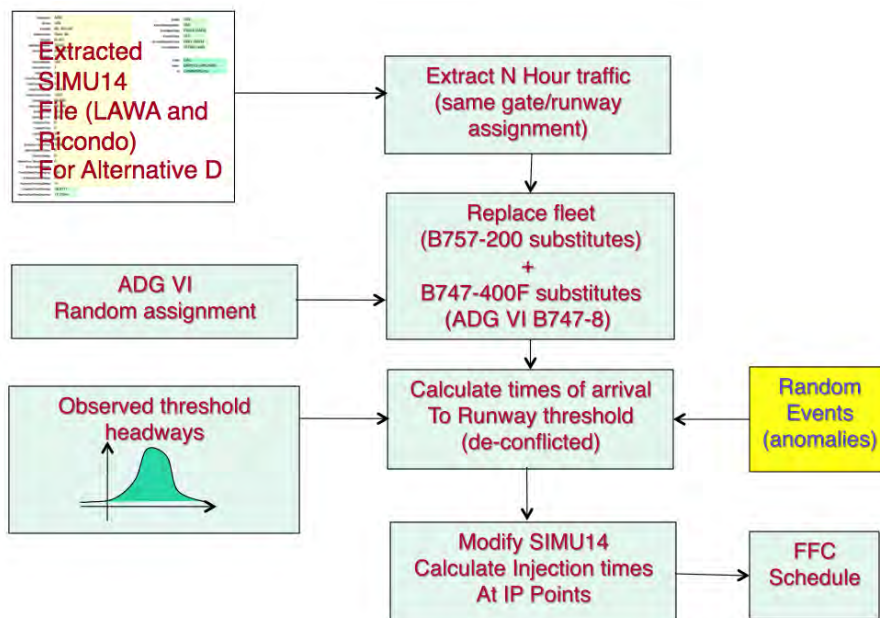 Extracted
SIMU14
File (LAWA and
Ricondo)
For Alternative D
Extract N Hour traffic
(same gate/runway
assignment)
Replace fleet
(B757-200 substitutes)
+
B747-400F substitutes
(ADG VI B747-8)
ADG VI
Random assignment
Observed threshold
headways
Calculate times of arrival
To Runway threshold
(de-conflicted)
Random
Events
(anomalies)
Modify SIMU14
Calculate Injection times
At IP Points
FFC
Schedule